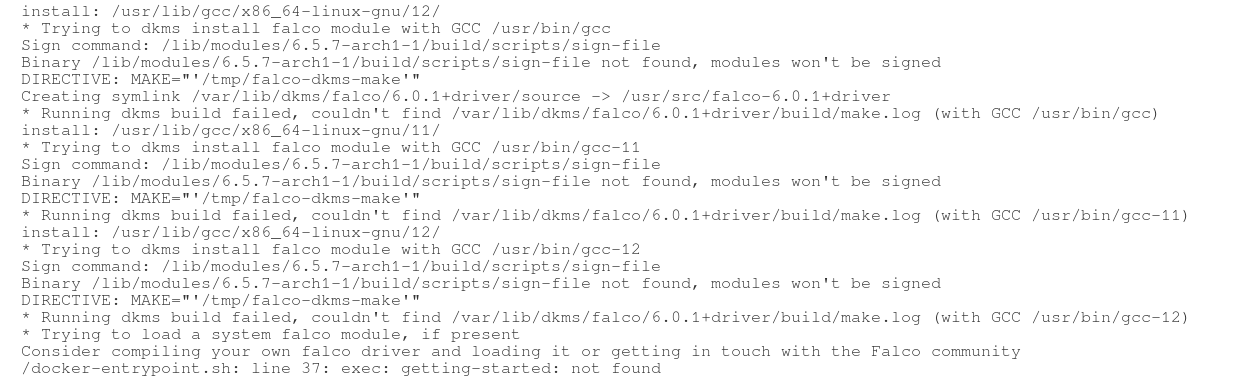 install: /usr/lib/gcc/x86_64-linux-gnu/12/
* Trying to dkms install falco module with GCC /usr/bin/gcc
Sign command: /lib/modules/6.5.7-arch1-1/build/scripts/sign-file
Binary /lib/modules/6.5.7-arch1-1/build/scripts/sign-file not found, modules won't be signed
DIRECTIVE: MAKE="'/tmp/falco-dkms-make'"
Creating symlink /var/lib/dkms/falco/6.0.1+driver/source -> /usr/src/falco-6.0.1+driver
* Running dkms build failed, couldn't find /var/lib/dkms/falco/6.0.1+driver/build/make.log (with GCC /usr/bin/gcc)
install: /usr/lib/gcc/x86_64-linux-gnu/11/
* Trying to dkms install falco module with GCC /usr/bin/gcc-11
Sign command: /lib/modules/6.5.7-arch1-1/build/scripts/sign-file
Binary /lib/modules/6.5.7-arch1-1/build/scripts/sign-file not found, modules won't be signed
DIRECTIVE: MAKE="'/tmp/falco-dkms-make'"
* Running dkms build failed, couldn't find /var/lib/dkms/falco/6.0.1+driver/build/make.log (with GCC /usr/bin/gcc-11)
install: /usr/lib/gcc/x86_64-linux-gnu/12/
* Trying to dkms install falco module with GCC /usr/bin/gcc-12
Sign command: /lib/modules/6.5.7-arch1-1/build/scripts/sign-file
Binary /lib/modules/6.5.7-arch1-1/build/scripts/sign-file not found, modules won't be signed
DIRECTIVE: MAKE="'/tmp/falco-dkms-make'"
* Running dkms build failed, couldn't find /var/lib/dkms/falco/6.0.1+driver/build/make.log (with GCC /usr/bin/gcc-12)
* Trying to load a system falco module, if present
Consider compiling your own falco driver and loading it or getting in touch with the Falco community
/docker-entrypoint.sh: line 37: exec: getting-started: not found